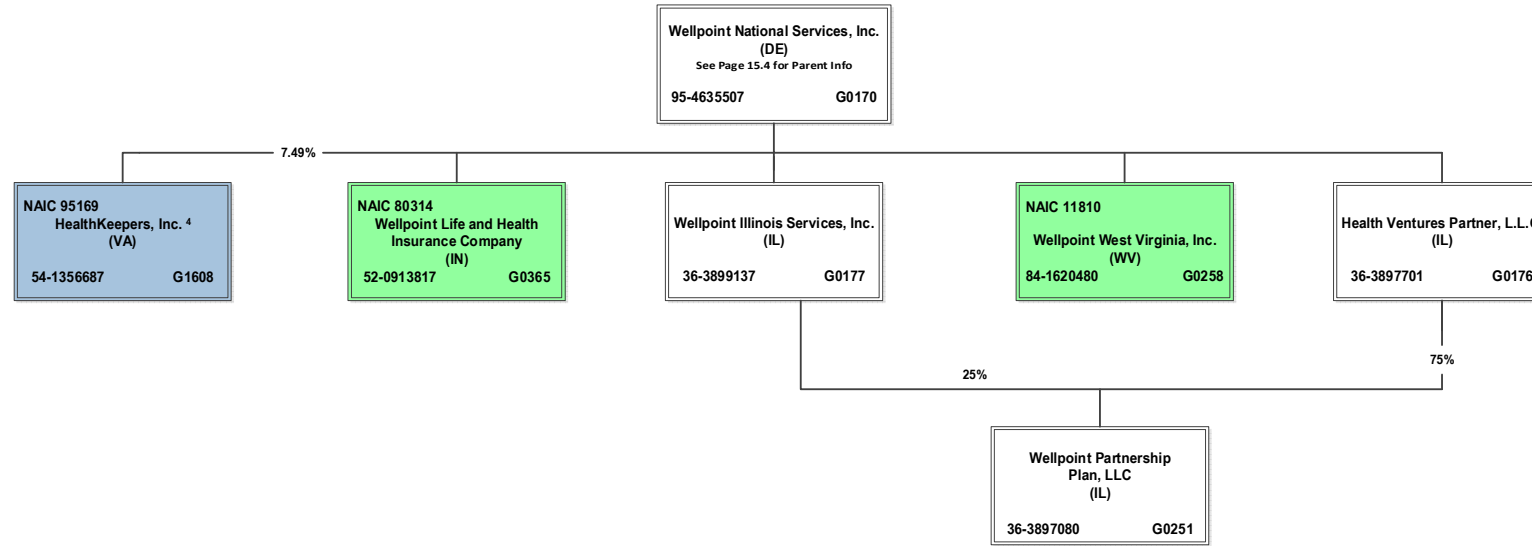 Wellpoint National Services, Inc.
(DE)
See Page 15.4 for Parent Info
95-4635507 G0170
7.49%
NAIC 95169
HealthKeepers, Inc. 4
(VA)
54-1356687 G1608
NAIC 80314
Wellpoint Life and Health
Insurance Company
(IN)
52-0913817 G0365
Wellpoint Illinois Services, Inc.
(IL)
36-3899137 G0177
NAIC 11810
Wellpoint West Virginia, Inc.
(WV)
84-1620480 G0258
Health Ventures Partner, L.L.C
(IL)
36-3897701 G0176
25%
75%
Wellpoint Partnership
Plan, LLC
(IL)
36-3897080 G0251